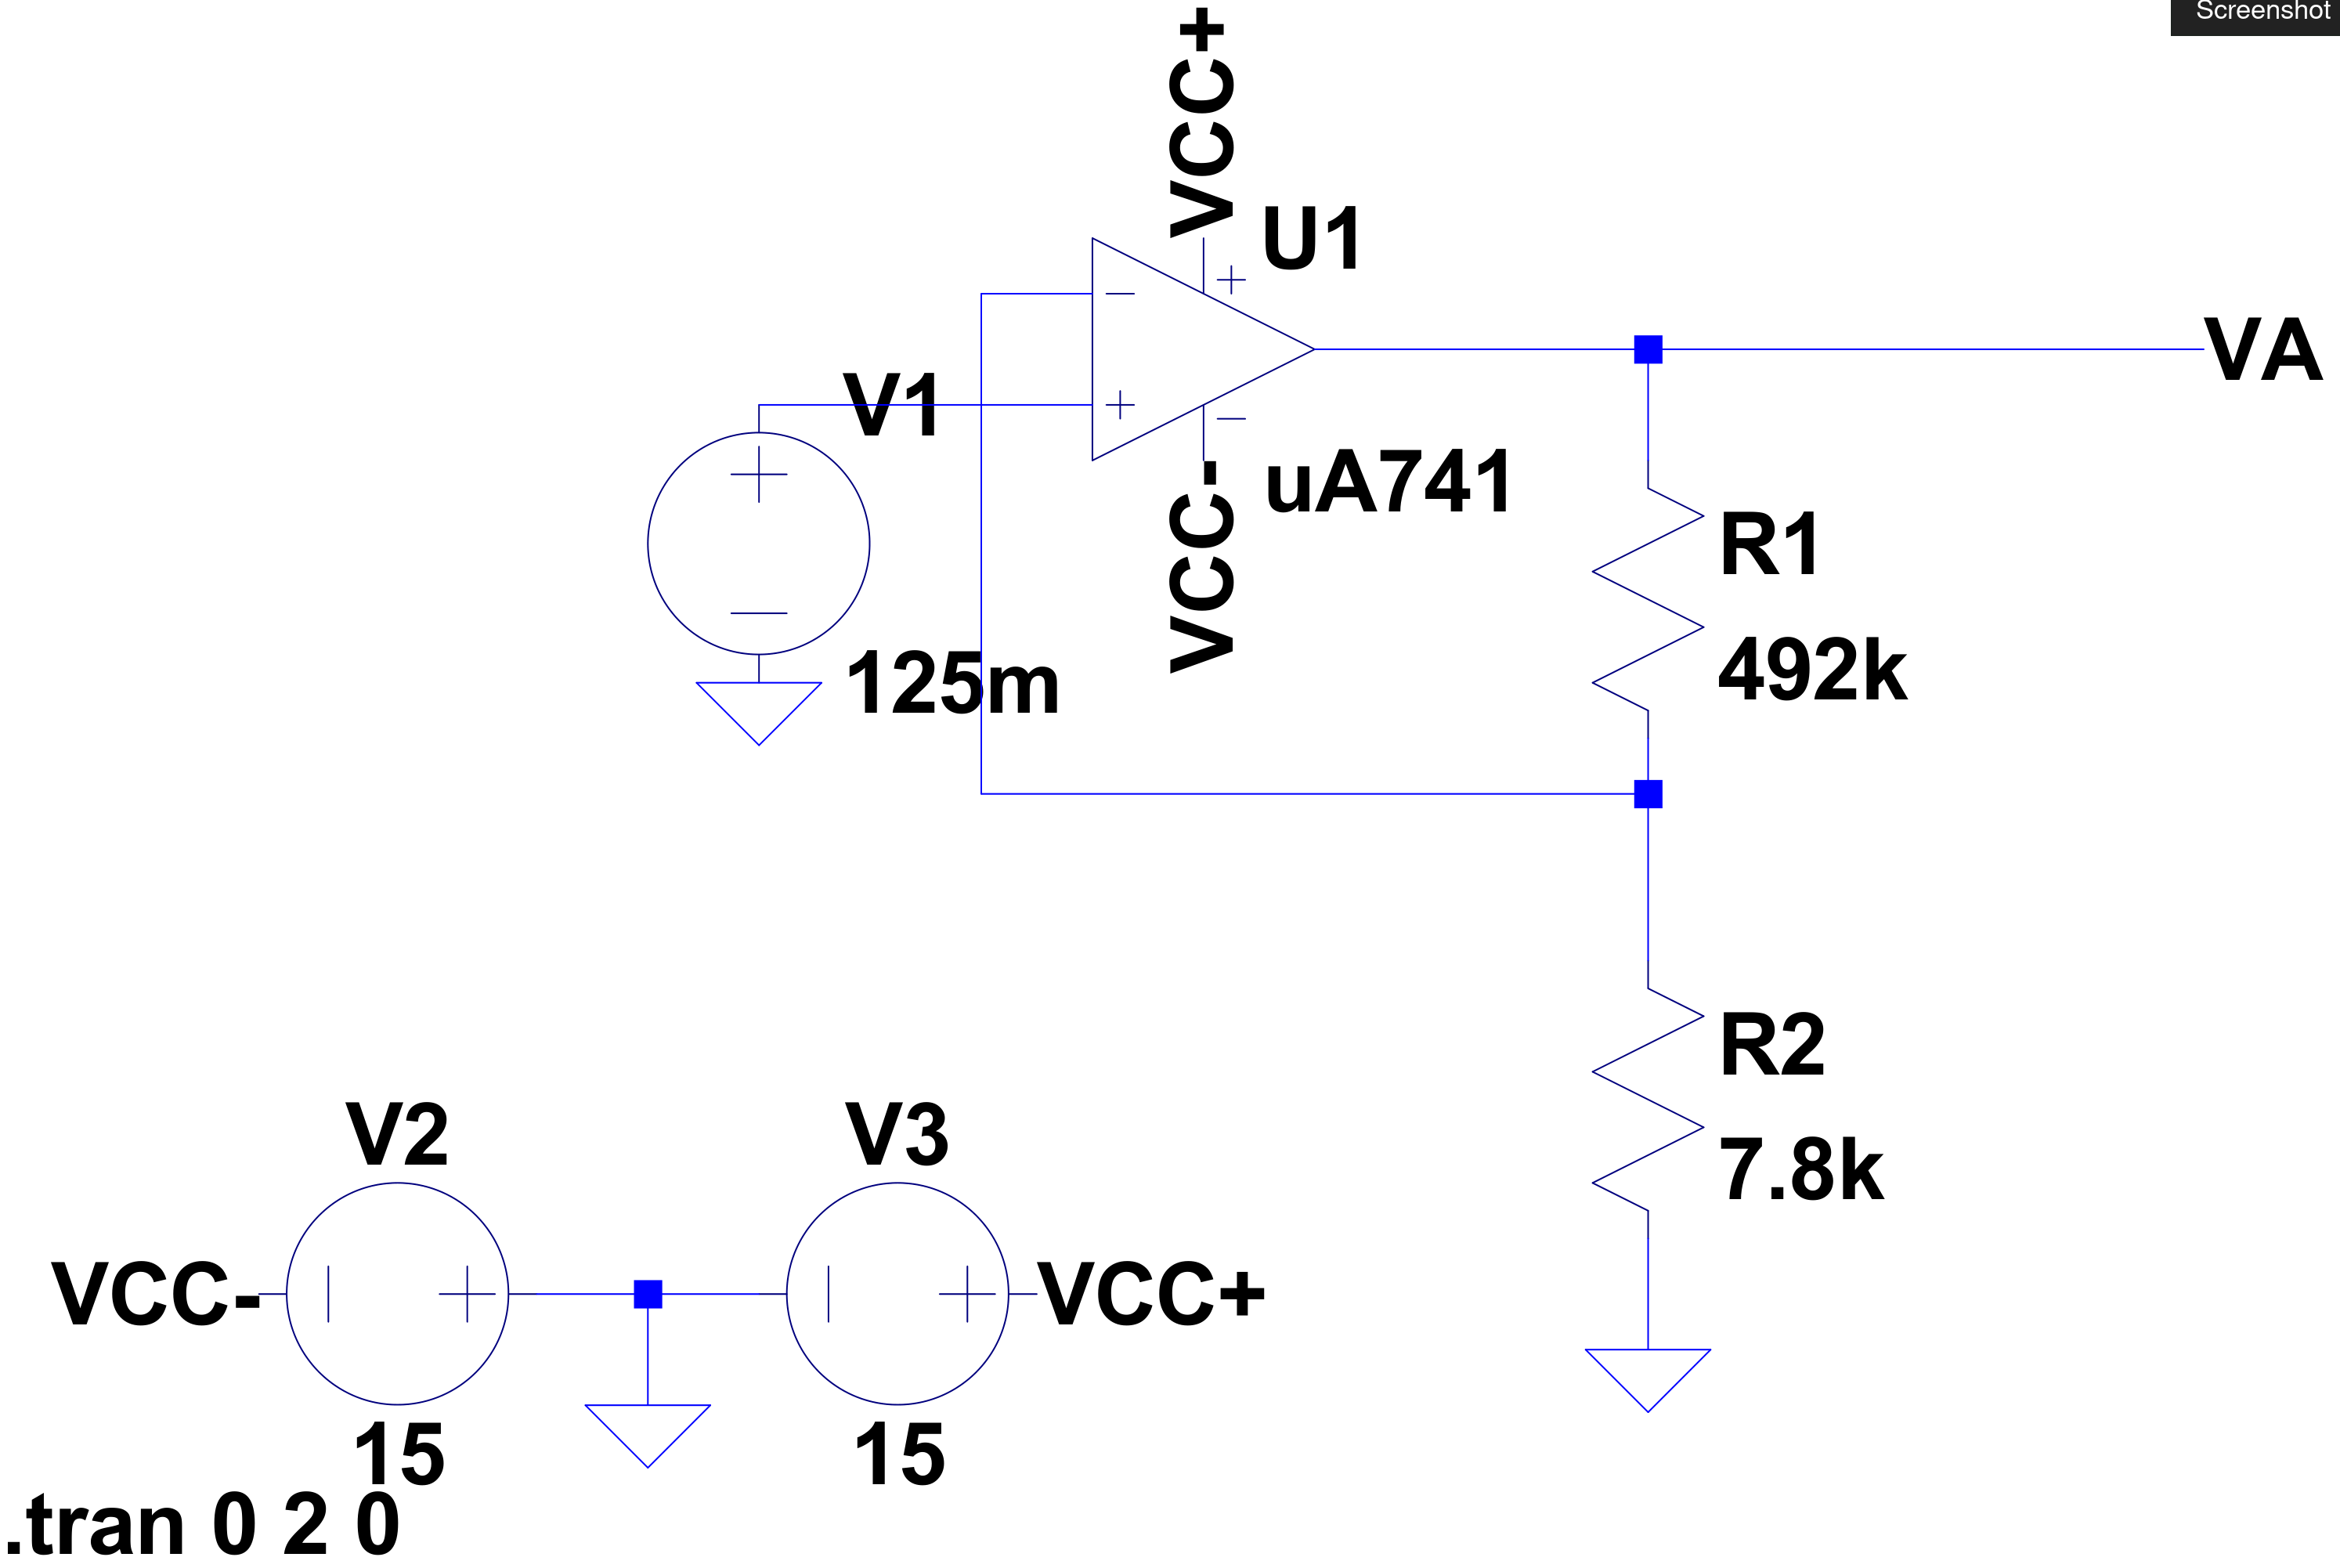 Screenshot
VCC+
U1
VA
V1
uA741
VCC-
R1
492k
125m
R2
7.8k
V2
V3
VCC-
VCC+
15
15
.tran 0 2 0